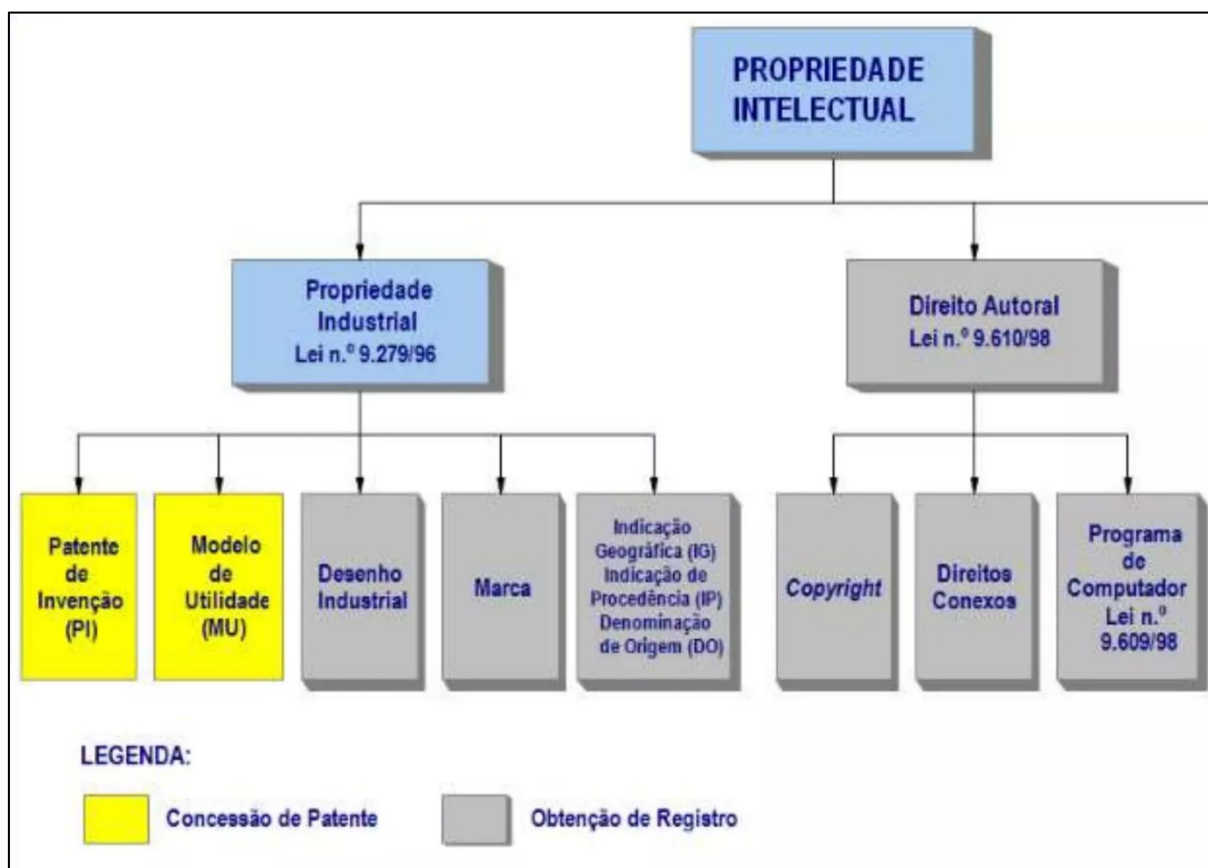 PROPRIEDADE
INTELECTUAL
Propriedade
Industrial
Lei n.º 9.279/96
Direito Autoral
Lei n.º 9.610/98
Patente
de
Invenção
(PI)
Modelo
de
Utilidade
(MU)
Desenho
Industrial
Marca
Indicação
Geográfica (IG)
Indicação de
Procedência (IP)
Denominação
de Origem (DO)
Copyright
Direitos
Conexos
Programa
de
Computador
Lei n.º
9.609/98
LEGENDA:
Concessão de Patente
Obtenção de Registro